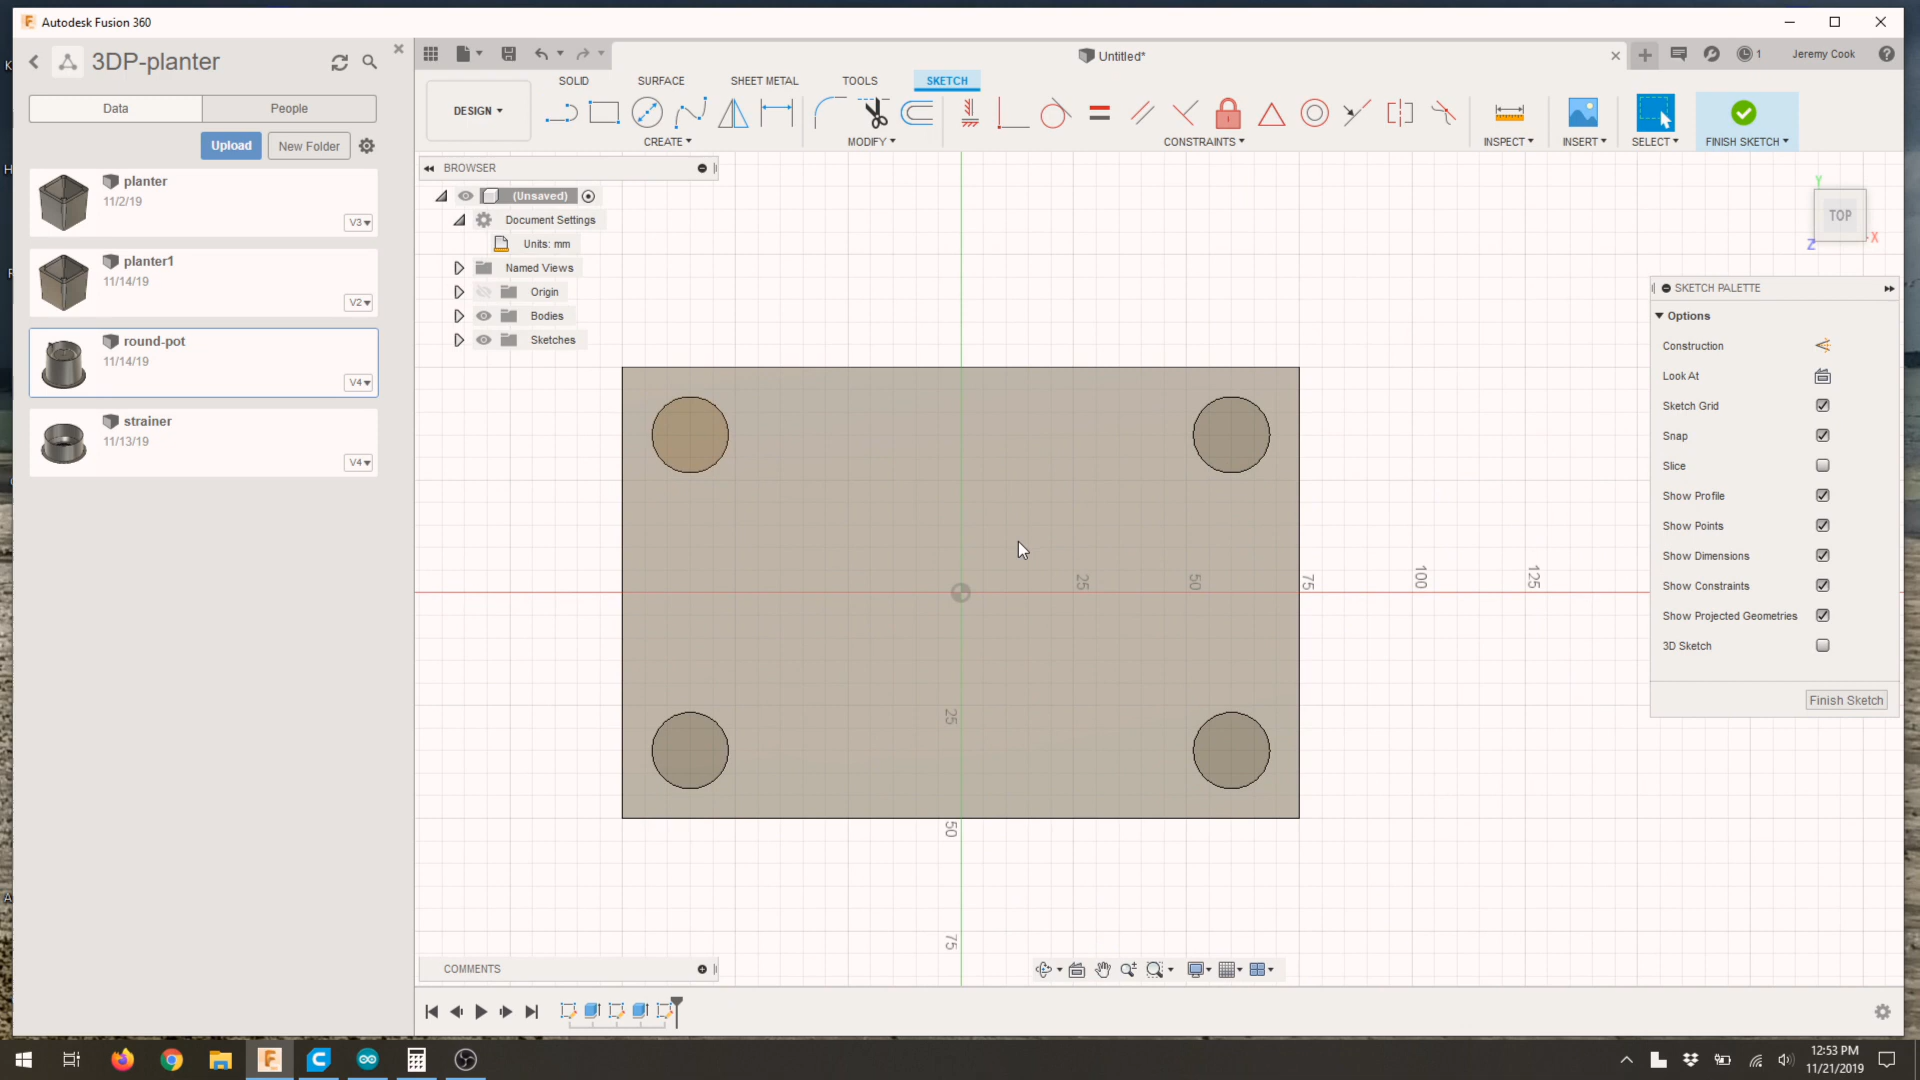 Autodesk Fusion 360
3DP-planter
Data
People
Upload
New Folder
planter
11/2/19
V3
planter1
11/14/19
V2
round-pot
11/14/19
V4
strainer
11/13/19
V4
Untitled*
1
Jeremy Cook
DESIGN
SOLID
SURFACE
SHEET METAL
TOOLS
SKETCH
CREATE
MODIFY
CONSTRAINTS
INSPECT
INSERT
SELECT
FINISH SKETCH
BROWSER
(Unsaved)
Document Settings
Units: mm
Named Views
Origin
Bodies
Sketches
TOP
Y
X
Z
SKETCH PALETTE
Options
Construction
Look At
Sketch Grid
Snap
Slice
Show Profile
Show Points
Show Dimensions
Show Constraints
Show Projected Geometries
3D Sketch
Finish Sketch
25
50
75
100
125
25
50
75
COMMENTS
12:53 PM
11/21/2019